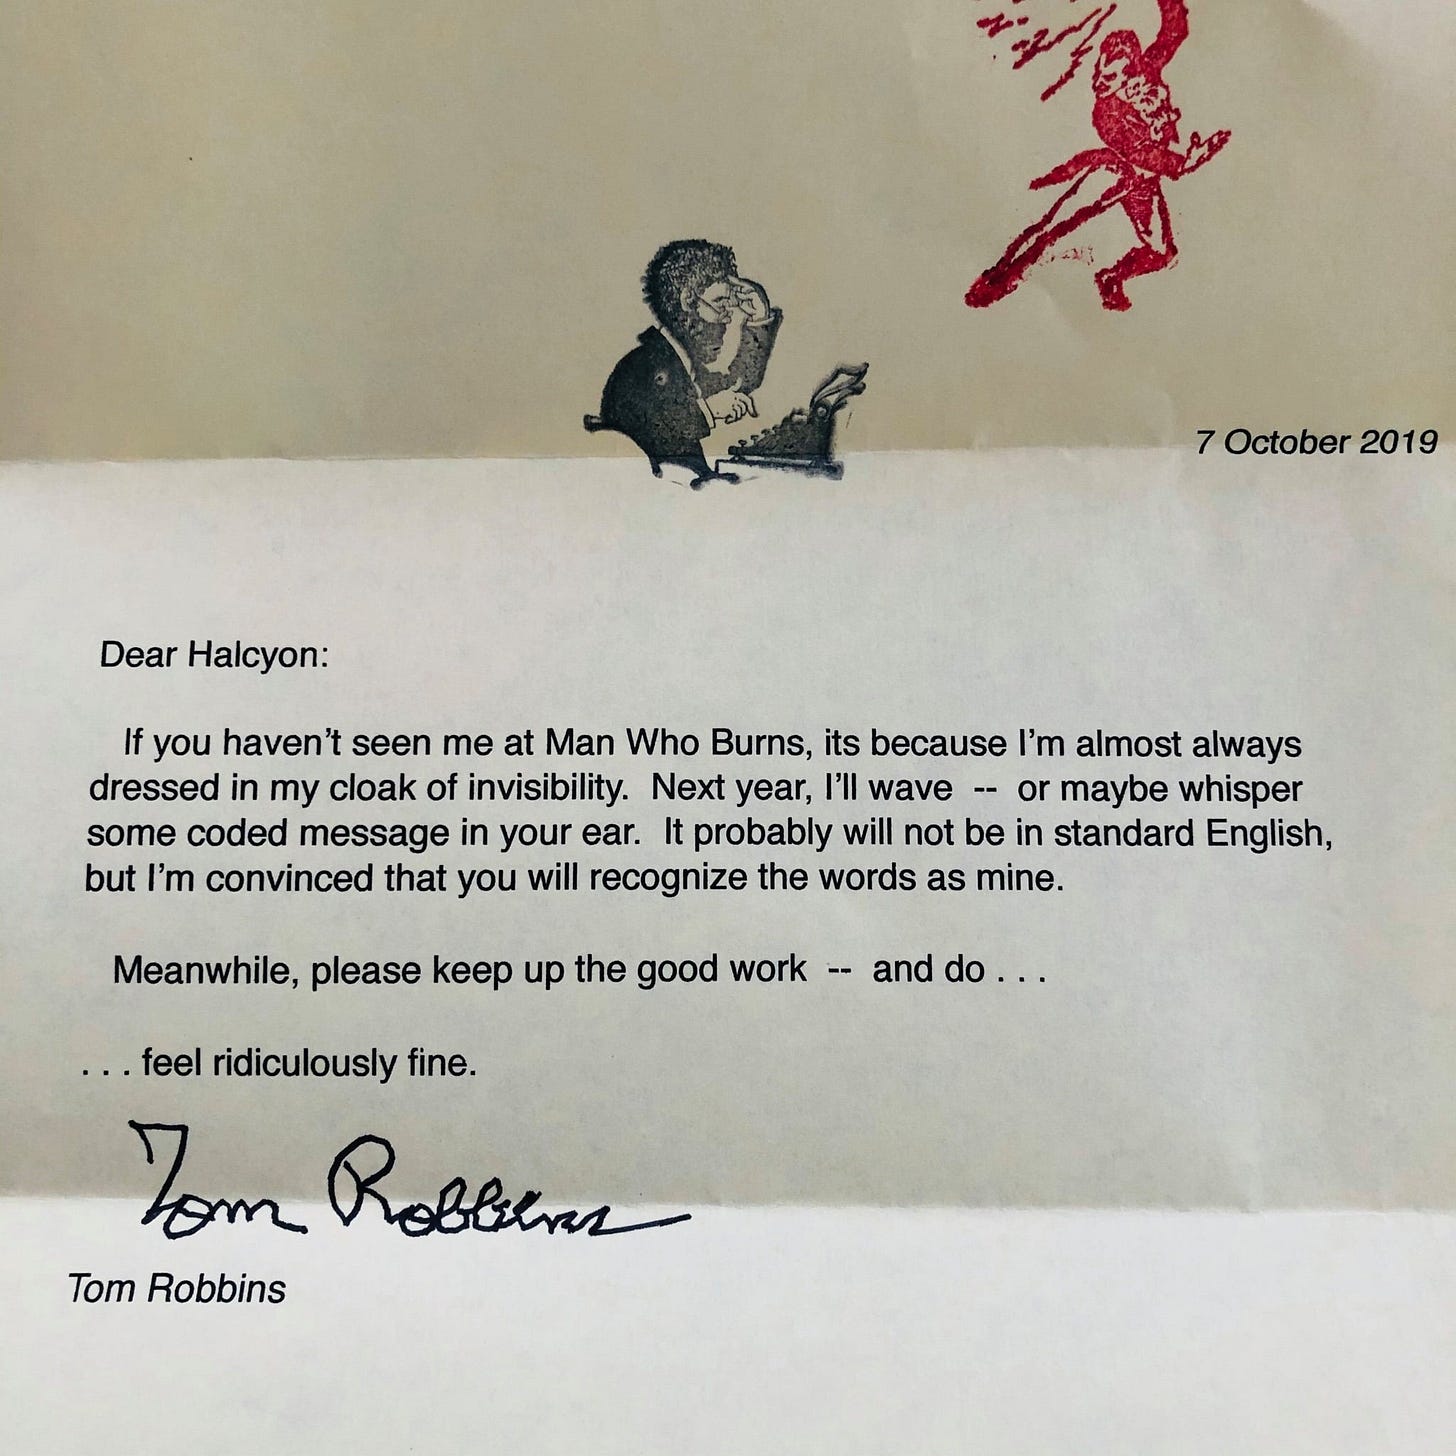 7 October 2019
Dear Halcyon:
If you haven't seen me at Man Who Burns, its because I'm almost always
dressed in my cloak of invisibility.  Next year, I'll wave  --  or maybe whisper
some coded message in your ear.  It probably will not be in standard English,
but I'm convinced that you will recognize the words as mine.
Meanwhile, please keep up the good work  --  and do . . .
. . . feel ridiculously fine.
Tom Robbins
Tom Robbins